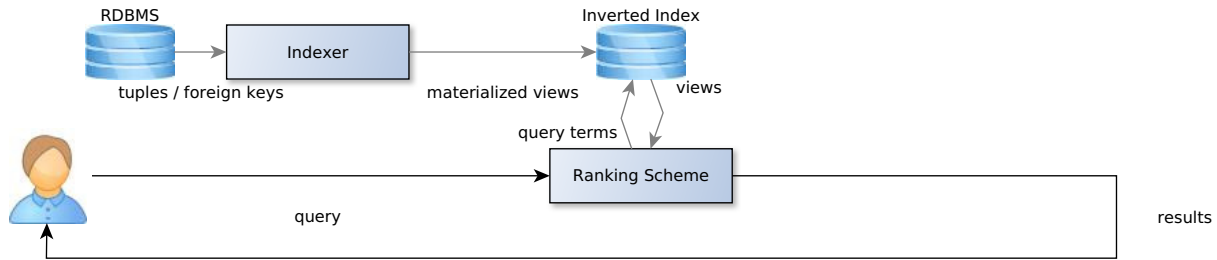 RDBMS
Inverted Index
Indexer
tuples / foreign keys
materialized views
views
query terms
Ranking Scheme
query
results